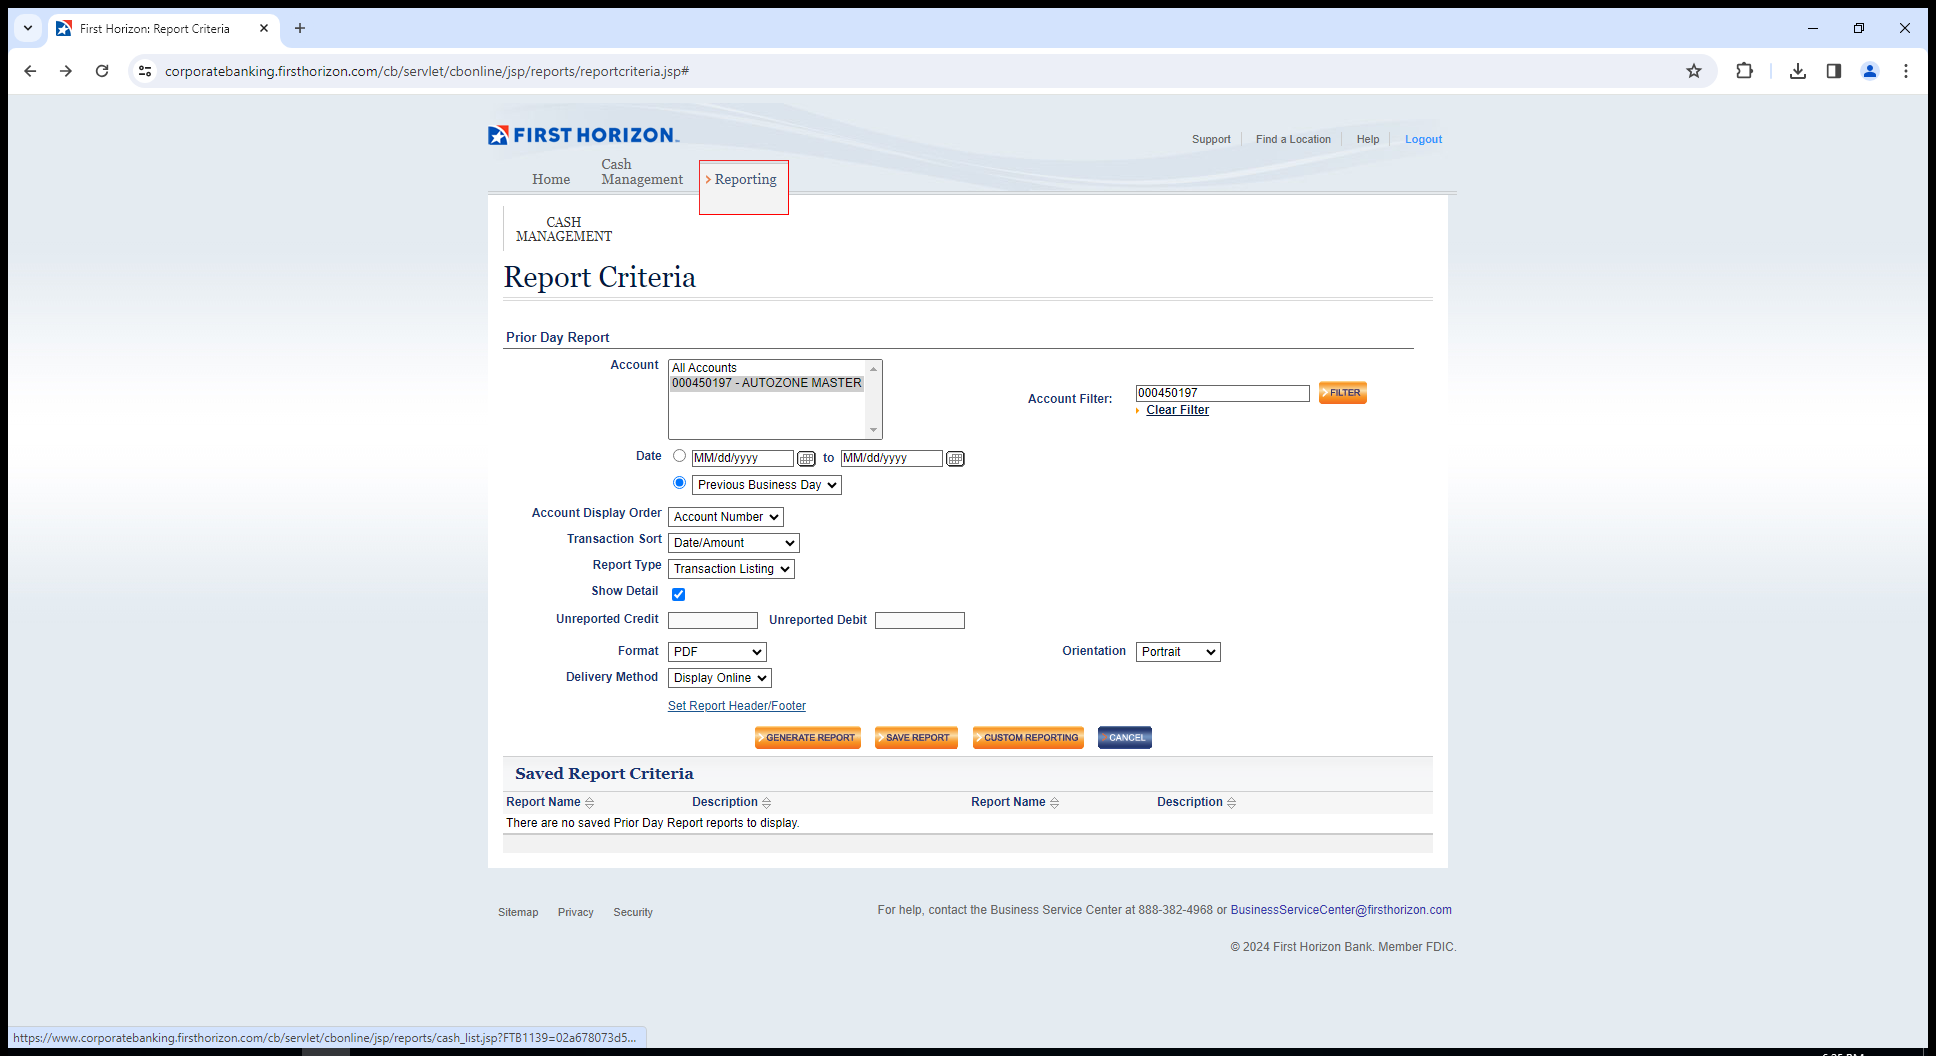 First Horizon: Report Criteria
corporatebanking.firsthorizon.com/cb/servlet/cbonline/jsp/reports/reportcriteria.jsp#
FIRST HORIZON
Support
Find a Location
Help
Logout
Home
Cash
Management
Reporting
CASH
MANAGEMENT
Report Criteria
Prior Day Report
Account
All Accounts
000450197 - AUTOZONE MASTER
Account Filter:
000450197
FILTER
Clear Filter
Date
MM/dd/yyyy
to
MM/dd/yyyy
Previous Business Day
Account Display Order
Account Number
Transaction Sort
Date/Amount
Report Type
Transaction Listing
Show Detail
Unreported Credit
Unreported Debit
Format
PDF
Orientation
Portrait
Delivery Method
Display Online
Set Report Header/Footer
GENERATE REPORT
SAVE REPORT
CUSTOM REPORTING
CANCEL
Saved Report Criteria
Report Name
Description
Report Name
Description
There are no saved Prior Day Report reports to display.
Sitemap
Privacy
Security
For help, contact the Business Service Center at 888-382-4968 or BusinessServiceCenter@firsthorizon.com
© 2024 First Horizon Bank. Member FDIC.
https://www.corporatebanking.firsthorizon.com/cb/servlet/cbonline/jsp/reports/cash_list.jsp?FTB1139=02a678073d5...